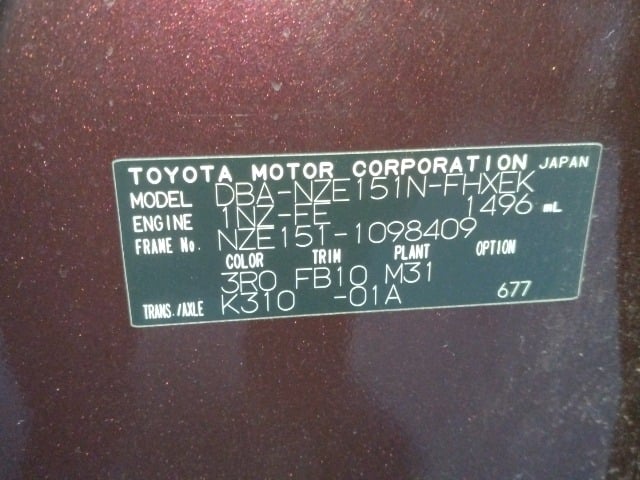 TOYOTA MOTOR CORPORATION JAPAN
MODEL DBA-NZE151N-FHXEK
ENGINE 1NZ-FE 1496 mL
FRAME No. NZE151-1098409
COLOR TRIM PLANT OPTION
3R0 FB10 M31
TRANS./AXLE K310 -01A 677